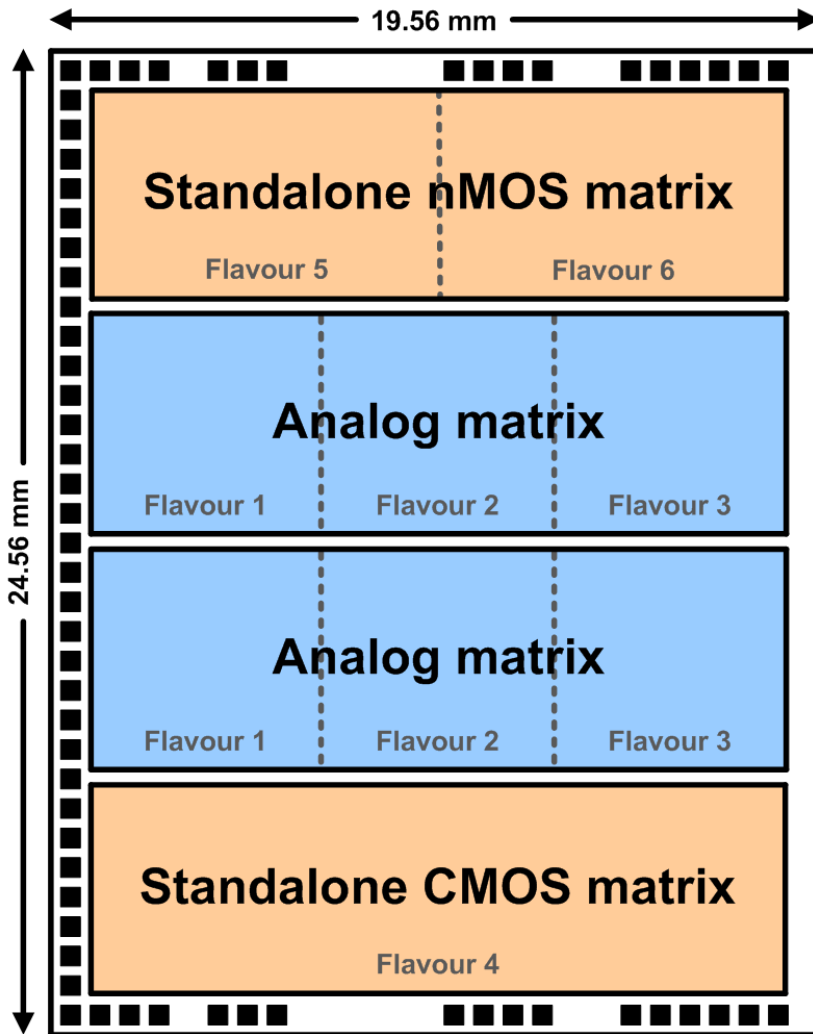 19.56 mm
24.56 mm
Standalone nMOS matrix
Flavour 5
Flavour 6
Analog matrix
Flavour 1
Flavour 2
Flavour 3
Analog matrix
Flavour 1
Flavour 2
Flavour 3
Standalone CMOS matrix
Flavour 4